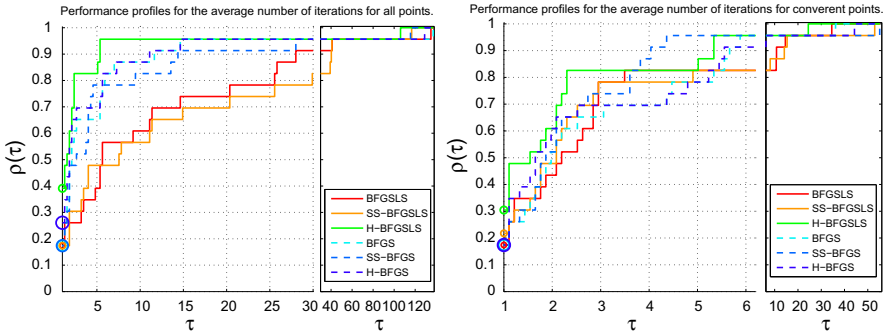 Performance profiles for the average number of iterations for all points.
1
0.9
0.8
0.7
0.6
0.5
0.4
0.3
0.2
0.1
0
ρ(τ)
5 10 15 20 25 30
τ
40 60 80 100 120
τ
BFGSLS
SS−BFGSLS
H−BFGSLS
BFGS
SS−BFGS
H−BFGS
Performance profiles for the average number of iterations for converent points.
1
0.9
0.8
0.7
0.6
0.5
0.4
0.3
0.2
0.1
0
ρ(τ)
1 2 3 4 5 6
τ
10 20 30 40 50
τ
BFGSLS
SS−BFGSLS
H−BFGSLS
BFGS
SS−BFGS
H−BFGS